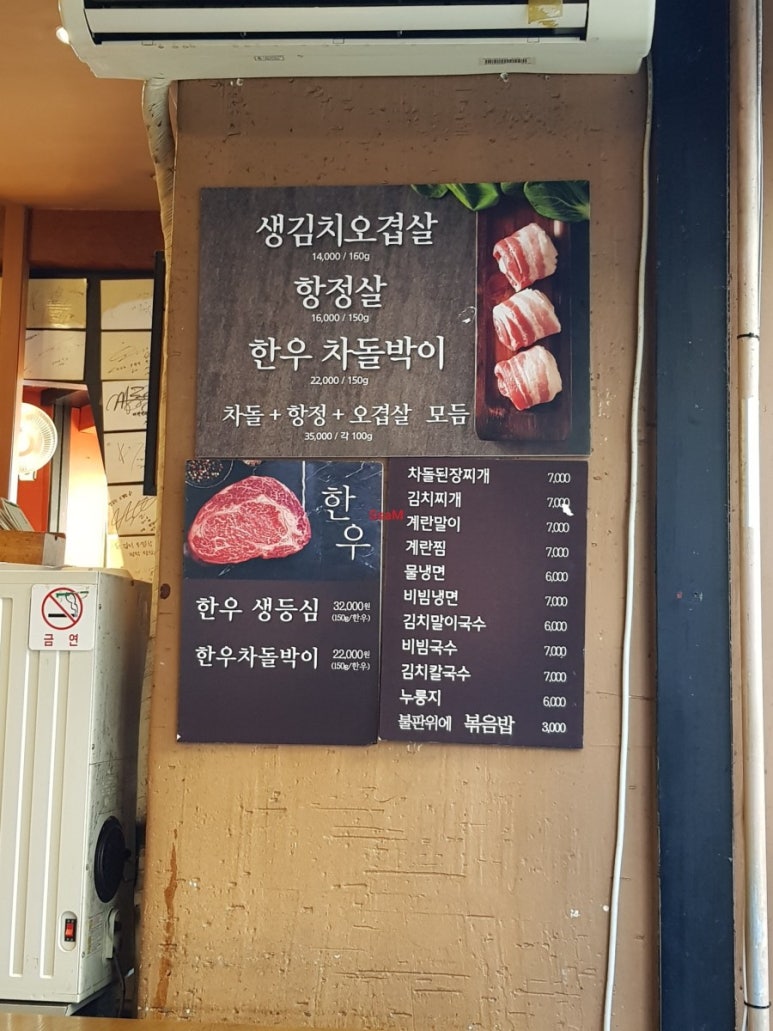 생김치오겹살
14,000 / 160g
항정살
16,000 / 150g
한우 차돌박이
22,000 / 150g
차돌 + 항정 + 오겹살 모듬
35,000 / 각 100g
한우
한우 생등심 32,000원
(150g/한우)
한우차돌박이 22,000원
(150g/한우)
차돌된장찌개 7,000
김치찌개 7,000
계란말이 7,000
계란찜 7,000
물냉면 6,000
비빔냉면 7,000
김치말이국수 6,000
비빔국수 7,000
김치칼국수 7,000
누룽지 6,000
불판위에 볶음밥 3,000
금연